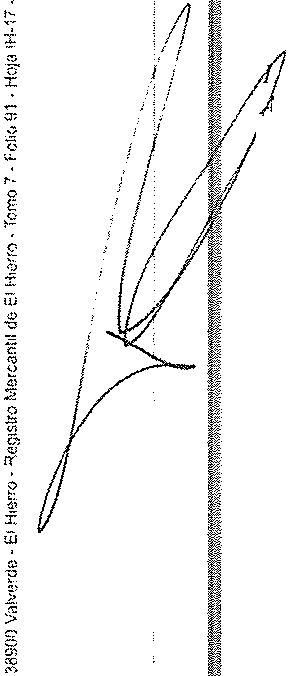 38900 Valverde - El Hierro - Registro Mercantil de El Hierro - Tomo 7 - Folio 91 - Hoja IH-17 -